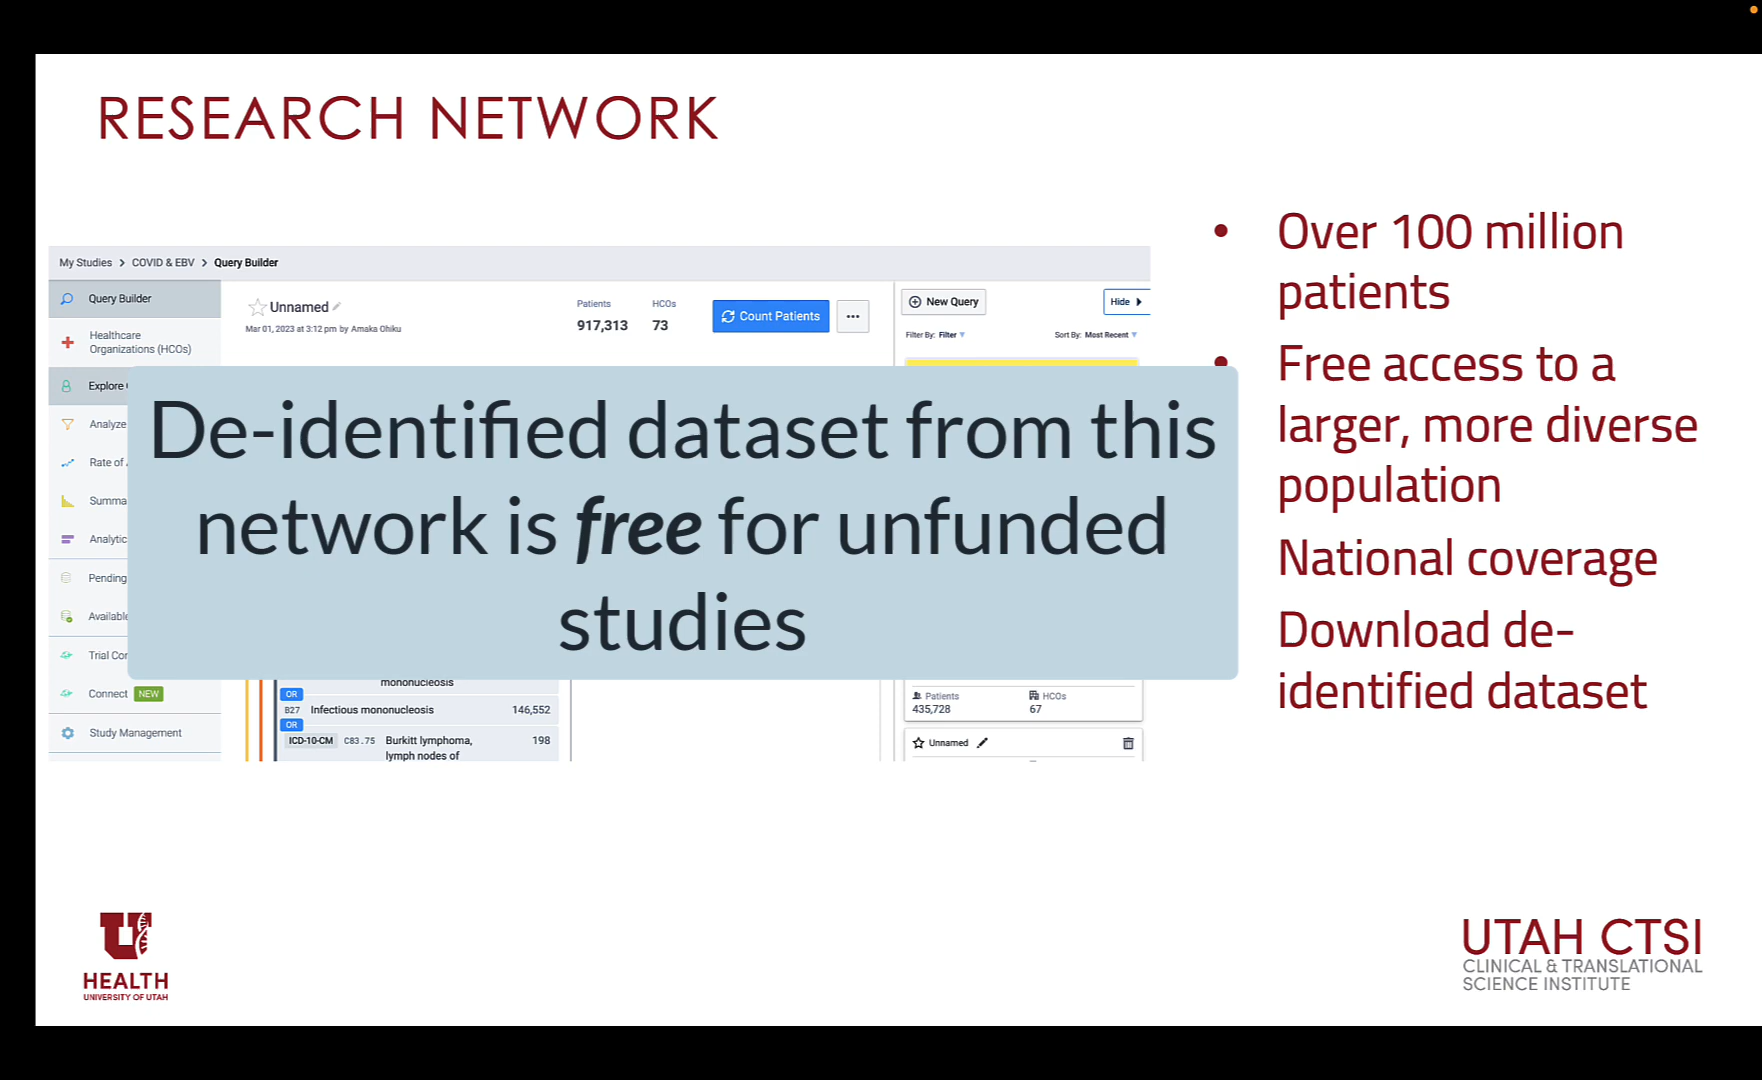 RESEARCH NETWORK
My Studies > COVID & EBV > Query Builder
Query Builder
Healthcare
Organizations (HCOs)
Explore
Analyze
Rate of
Summa
Analytic
Pending
Available
Trial Con
Connect NEW
Study Management
Unnamed
Mar 01, 2023 at 3:12 pm by Amaka Ohiku
Patients HCOs
917,313 73
Count Patients
...
New Query
Hide
Filter By: Filter
Sort By: Most Recent
De-identified dataset from this
network is free for unfunded
studies
mononucleosis
OR
B27 Infectious mononucleosis 146,552
OR
ICD-10-CM C83.75 Burkitt lymphoma, 198
lymph nodes of
Patients HCOs
435,728 67
Unnamed
• Over 100 million
patients
• Free access to a
larger, more diverse
population
National coverage
Download de-
identified dataset
U
HEALTH
UNIVERSITY OF UTAH
UTAH CTSI
CLINICAL & TRANSLATIONAL
SCIENCE INSTITUTE